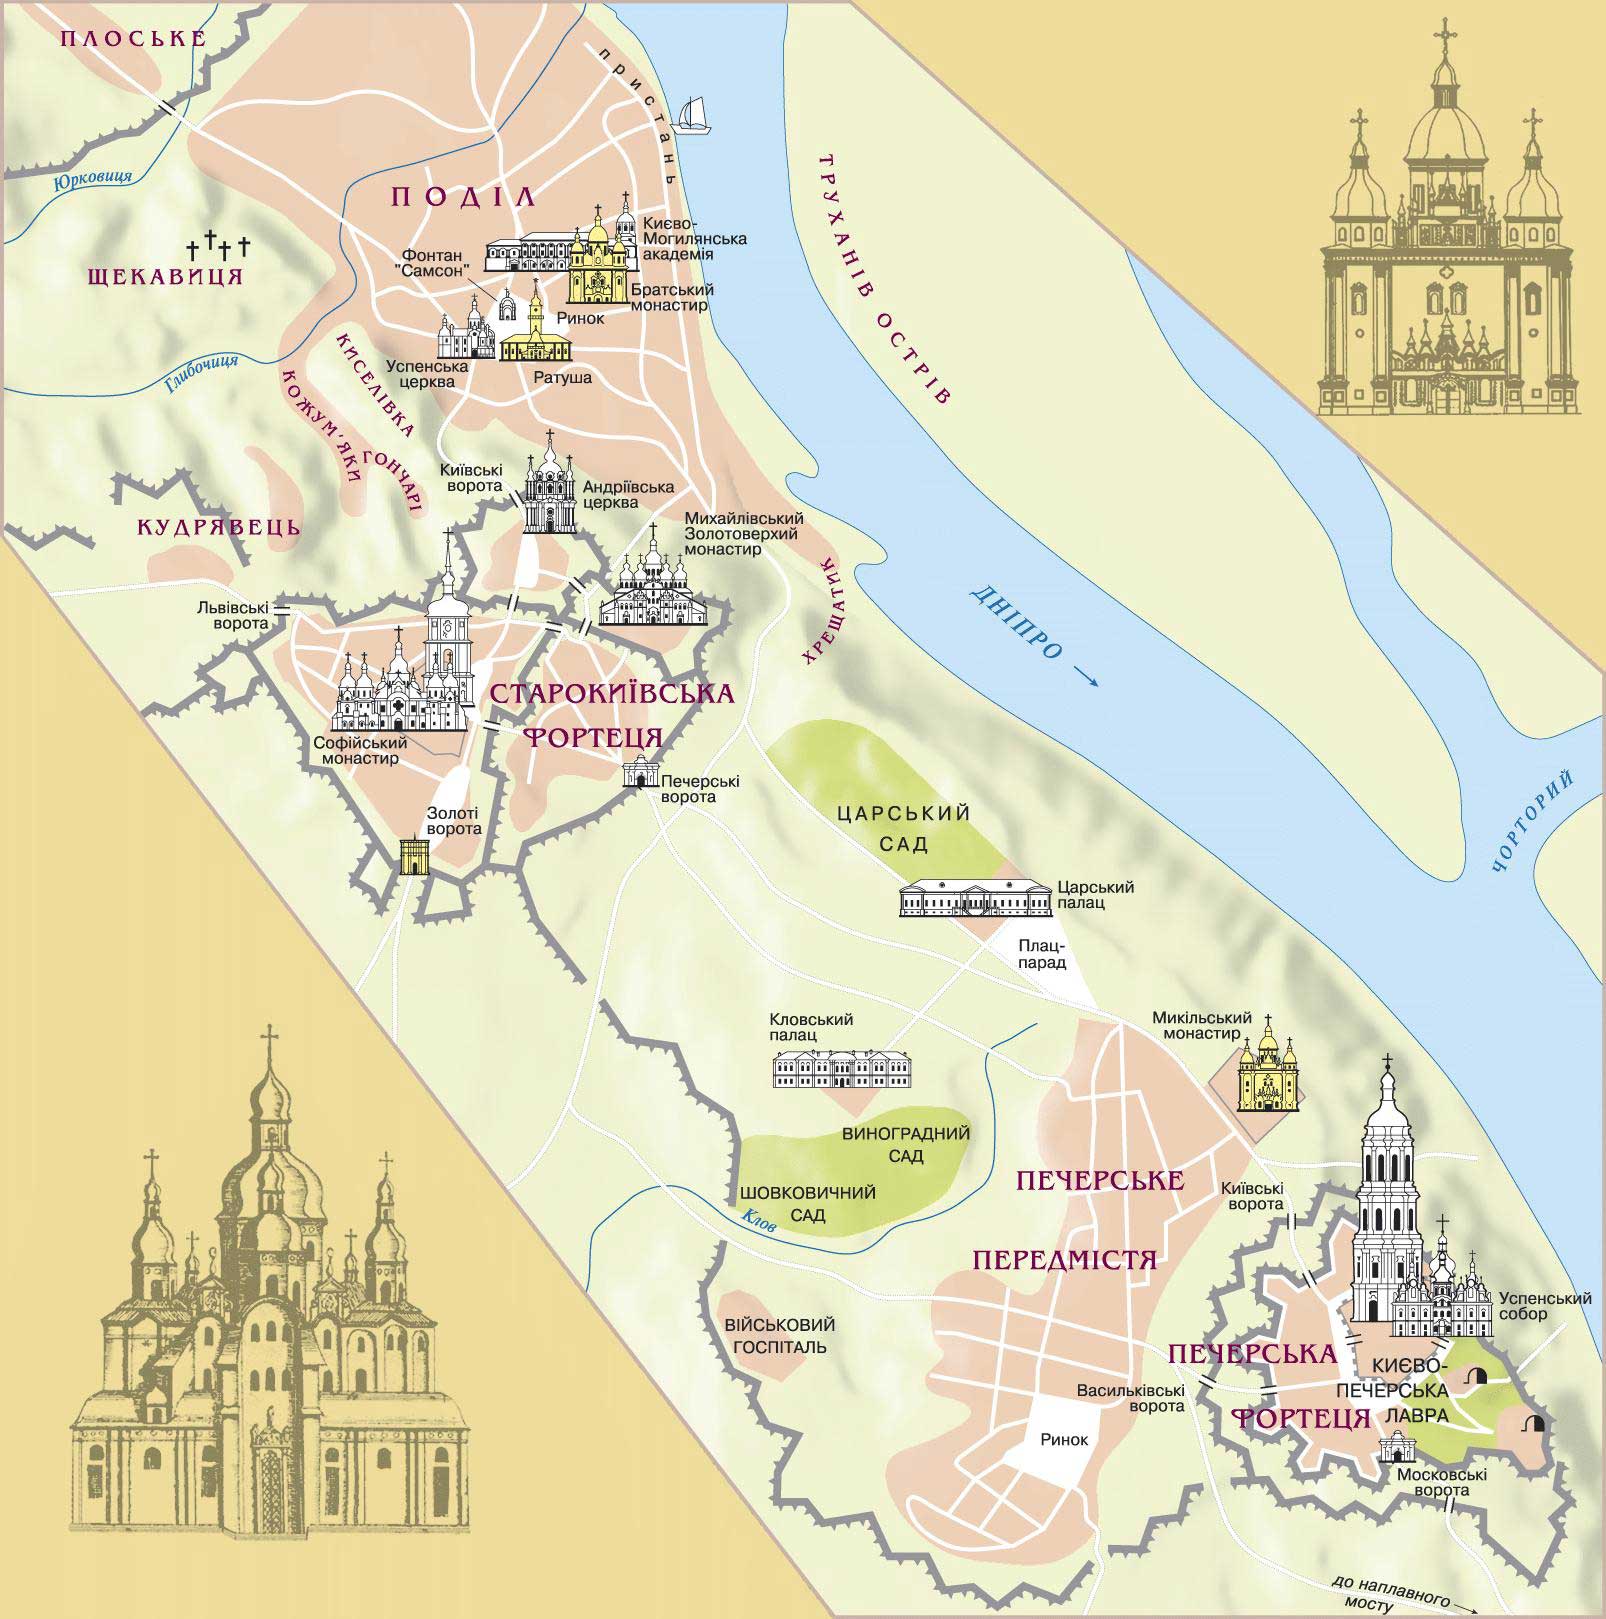 ПЛОСЬКЕ
пристань
Юрковиця
ПОДІЛ
ТРУХАНІВ ОСТРІВ
ЩЕКАВИЦЯ
Києво-
Могилянська
академія
Фонтан
"Самсон"
Братський
монастир
Ринок
Глибочиця
КИСЕЛІВКА
Успенська
церква
Ратуша
КОЖУМ'ЯКИ
ГОНЧАРІ
Київські
ворота
Андріївська
церква
КУДРЯВЕЦЬ
Михайлівський
Золотоверхий
монастир
ХРЕЩАТИК
ДНІПРО
Львівські
ворота
СТАРОКИЇВСЬКА
ФОРТЕЦЯ
Софійський
монастир
Печерські
ворота
Золоті
ворота
ЦАРСЬКИЙ
САД
ЧОРТОРИЙ
Царський
палац
Плац-
парад
Кловський
палац
Микільський
монастир
ВИНОГРАДНИЙ
САД
ШОВКОВИЧНИЙ
САД
Клов
ПЕЧЕРСЬКЕ
ПЕРЕДМІСТЯ
Київські
ворота
Успенський
собор
ВІЙСЬКОВИЙ
ГОСПІТАЛЬ
ПЕЧЕРСЬКА
ФОРТЕЦЯ
КИЄВО-
ПЕЧЕРСЬКА
ЛАВРА
Васильківські
ворота
Ринок
Московські
ворота
до наплавного
мосту